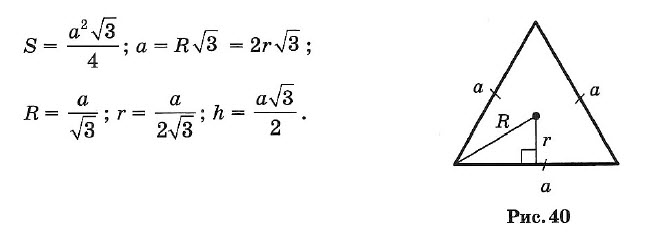 S = a²√3/4; a = R√3 = 2r√3;
R = a/√3; r = a/2√3; h = a√3/2.
a
a
R
r
a
Рис. 40